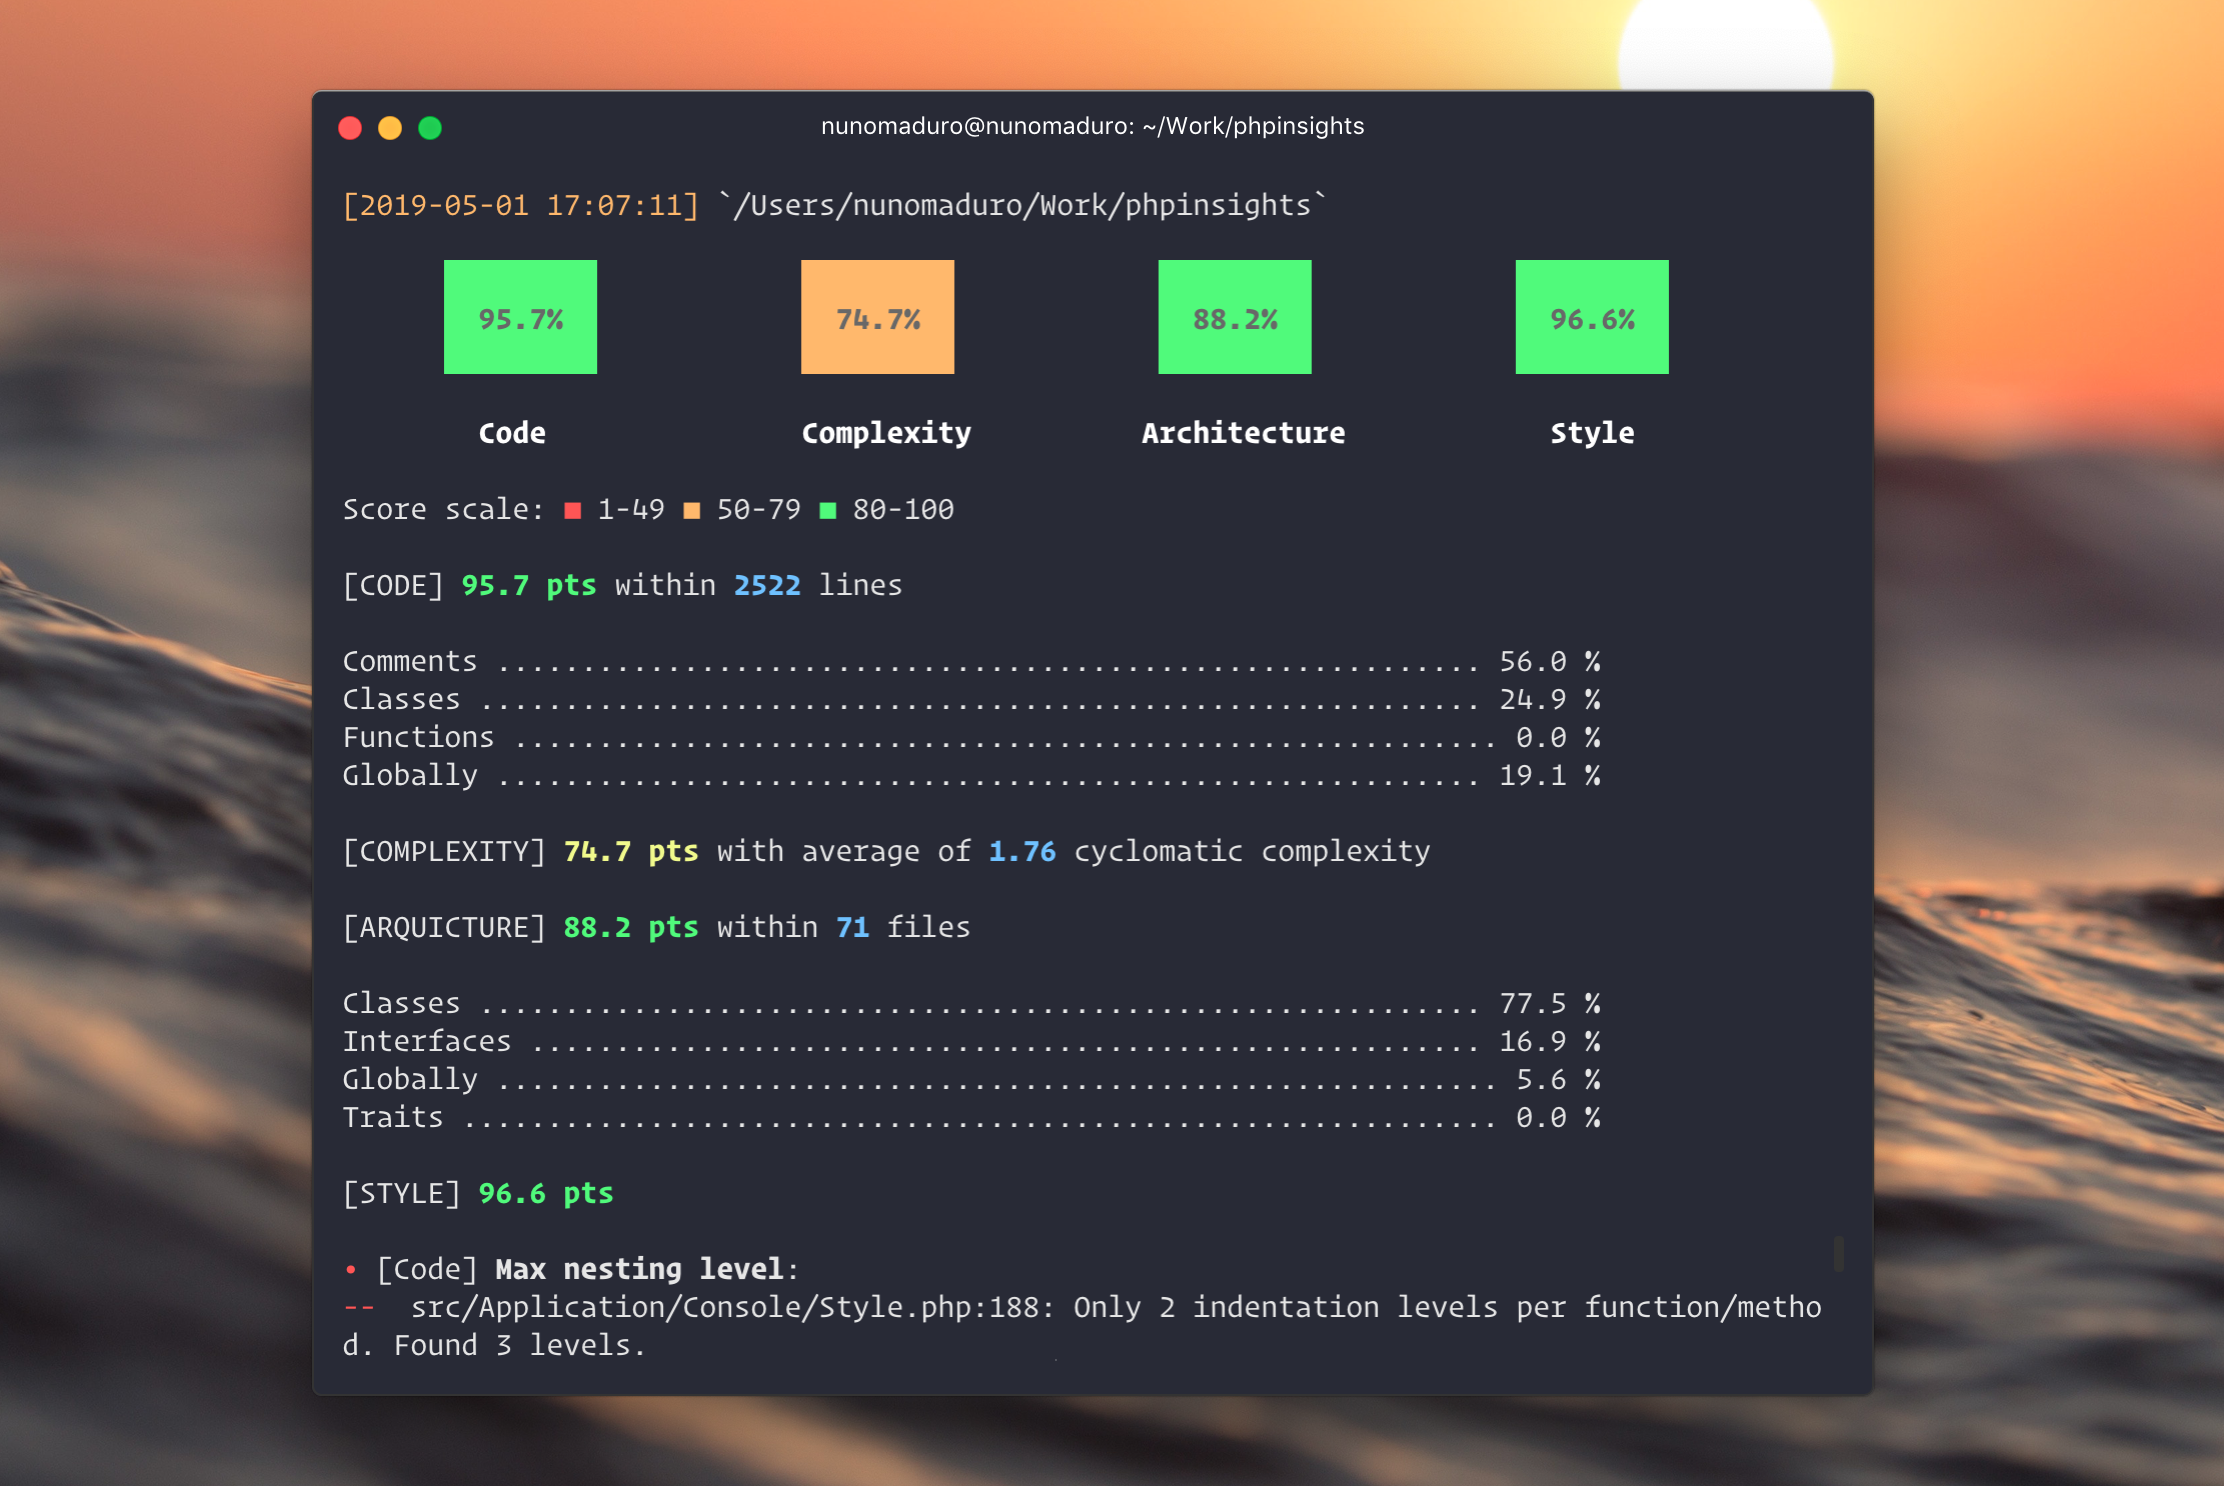 nunomaduro@nunomaduro: ~/Work/phpinsights
[2019-05-01 17:07:11] `/Users/nunomaduro/Work/phpinsights`
95.7% 74.7% 88.2% 96.6%
Code Complexity Architecture Style
Score scale: ■ 1-49 ■ 50-79 ■ 80-100
[CODE] 95.7 pts within 2522 lines
Comments .......................................................... 56.0 %
Classes ........................................................... 24.9 %
Functions .......................................................... 0.0 %
Globally .......................................................... 19.1 %
[COMPLEXITY] 74.7 pts with average of 1.76 cyclomatic complexity
[ARQUICTURE] 88.2 pts within 71 files
Classes ........................................................... 77.5 %
Interfaces ........................................................ 16.9 %
Globally ........................................................... 5.6 %
Traits ............................................................. 0.0 %
[STYLE] 96.6 pts
• [Code] Max nesting level:
-- src/Application/Console/Style.php:188: Only 2 indentation levels per function/metho
d. Found 3 levels.